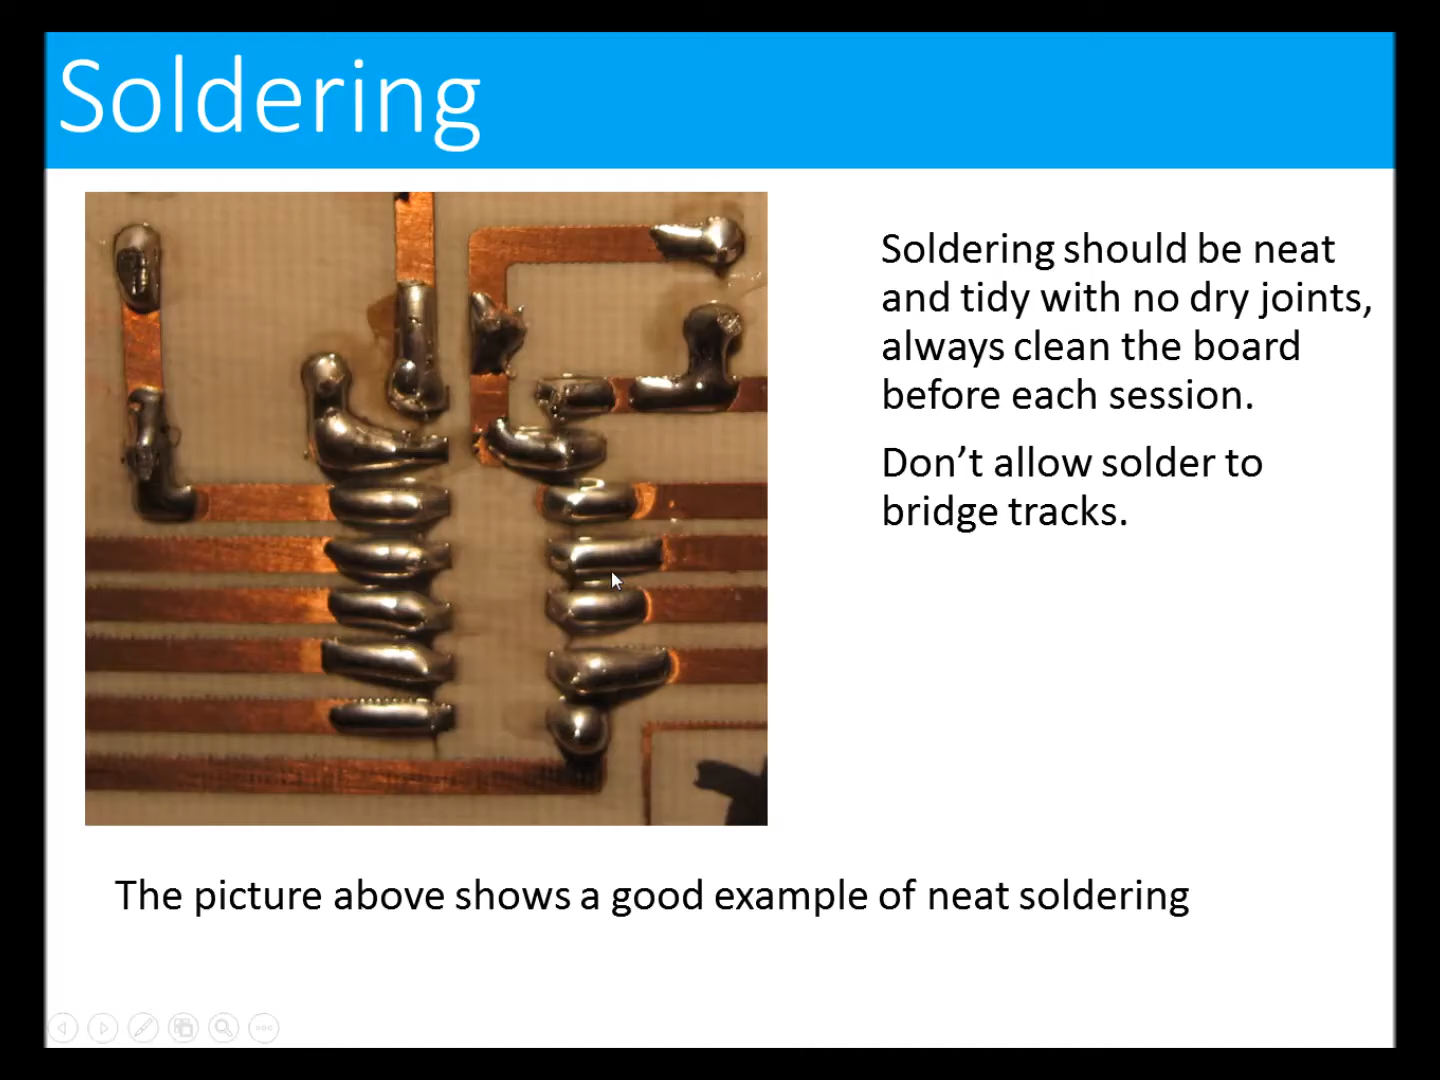 Soldering
Soldering should be neat
and tidy with no dry joints,
always clean the board
before each session.
Don’t allow solder to
bridge tracks.
The picture above shows a good example of neat soldering